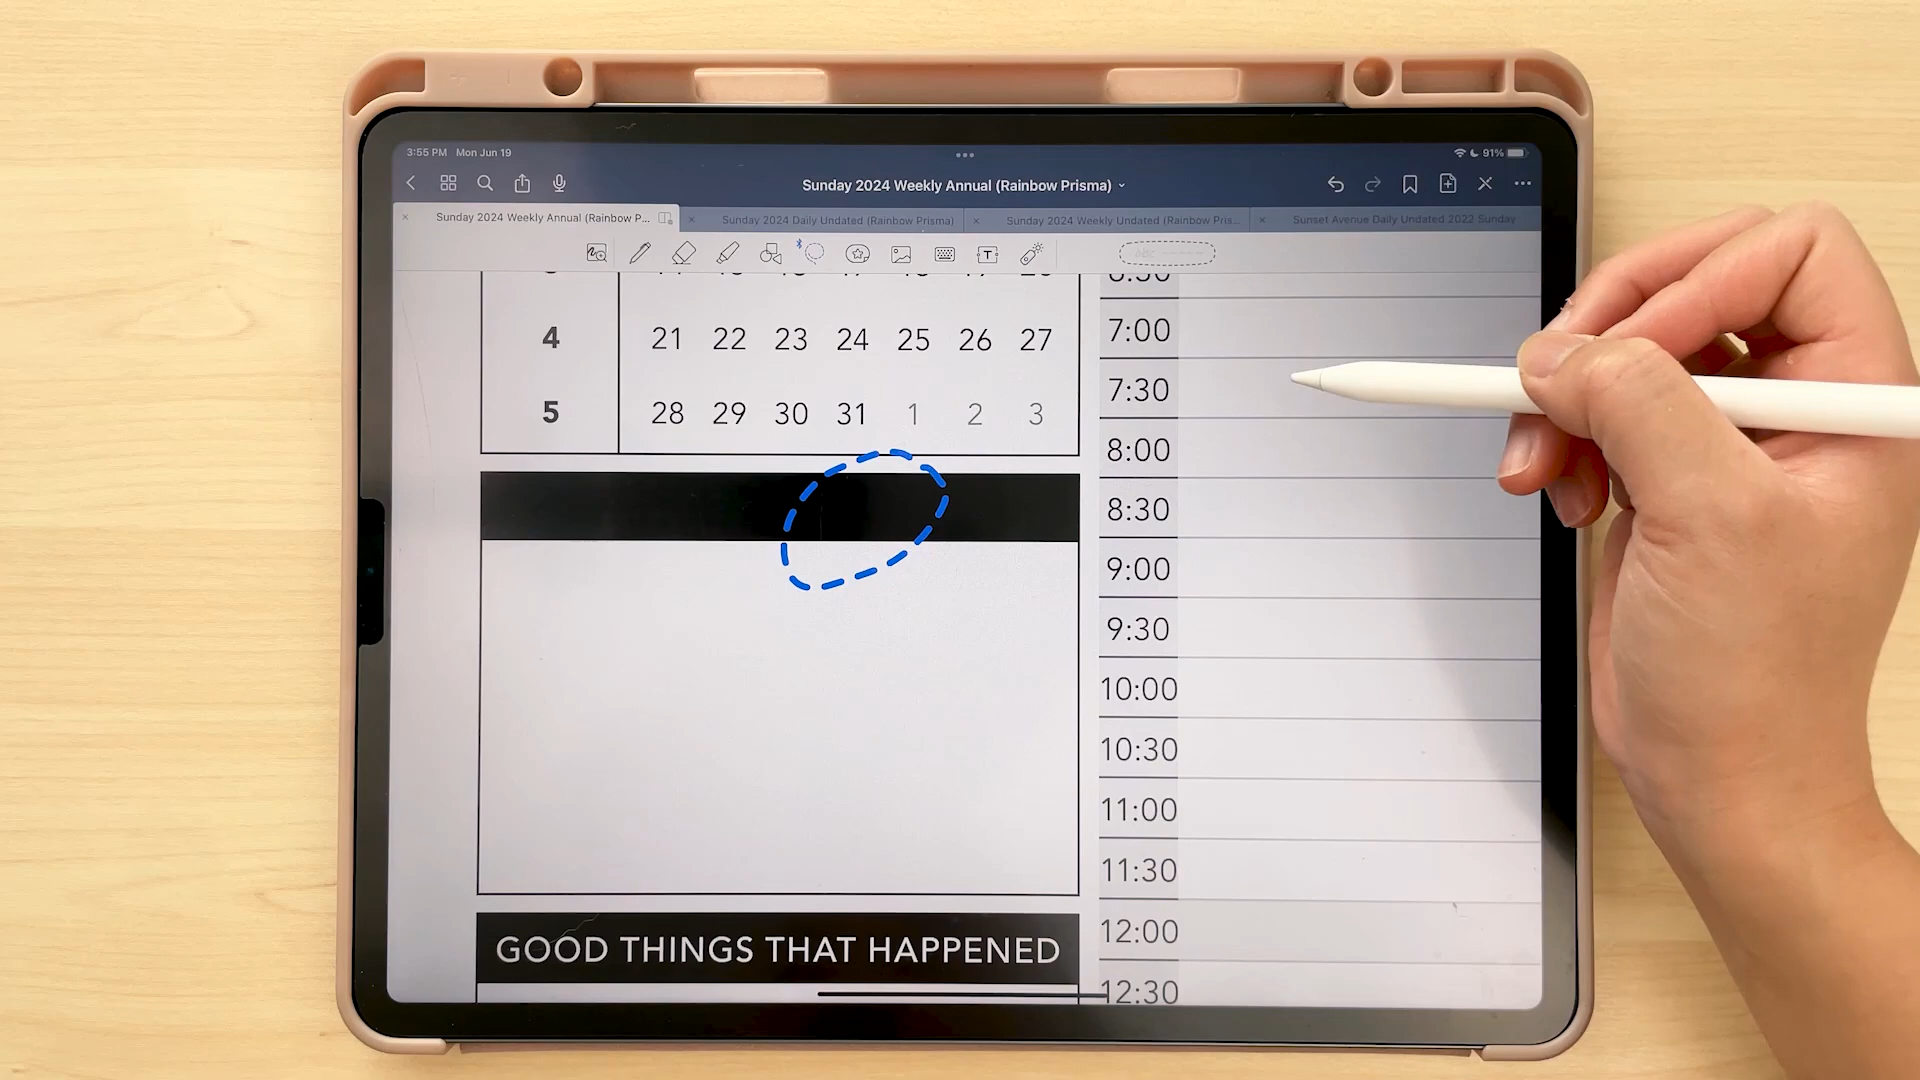 3:55 PM Mon Jun 19
91%
Sunday 2024 Weekly Annual (Rainbow Prisma)
Sunday 2024 Weekly Annual (Rainbow P...
Sunday 2024 Daily Undated (Rainbow Prisma)
Sunday 2024 Weekly Undated (Rainbow Pris...
Sunset Avenue Daily Undated 2022 Sunday
4 21 22 23 24 25 26 27
5 28 29 30 31 1 2 3
GOOD THINGS THAT HAPPENED
7:00
7:30
8:00
8:30
9:00
9:30
10:00
10:30
11:00
11:30
12:00
12:30